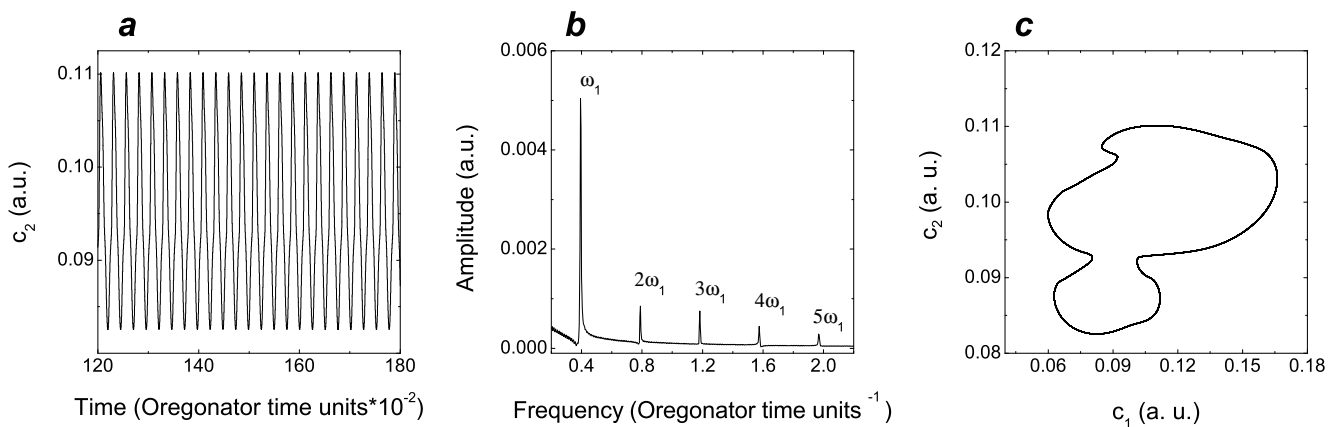 a
b
c
0.11
0.10
0.09
c₂ (a.u.)
120
140
160
180
Time (Oregonator time units*10⁻²)
0.006
0.004
0.002
0.000
Amplitude (a.u.)
ω₁
2ω₁
3ω₁
4ω₁
5ω₁
0.4
0.8
1.2
1.6
2.0
Frequency (Oregonator time units ⁻¹)
0.12
0.11
0.10
0.09
0.08
c₂ (a. u.)
0.06
0.09
0.12
0.15
0.18
c₁ (a. u.)